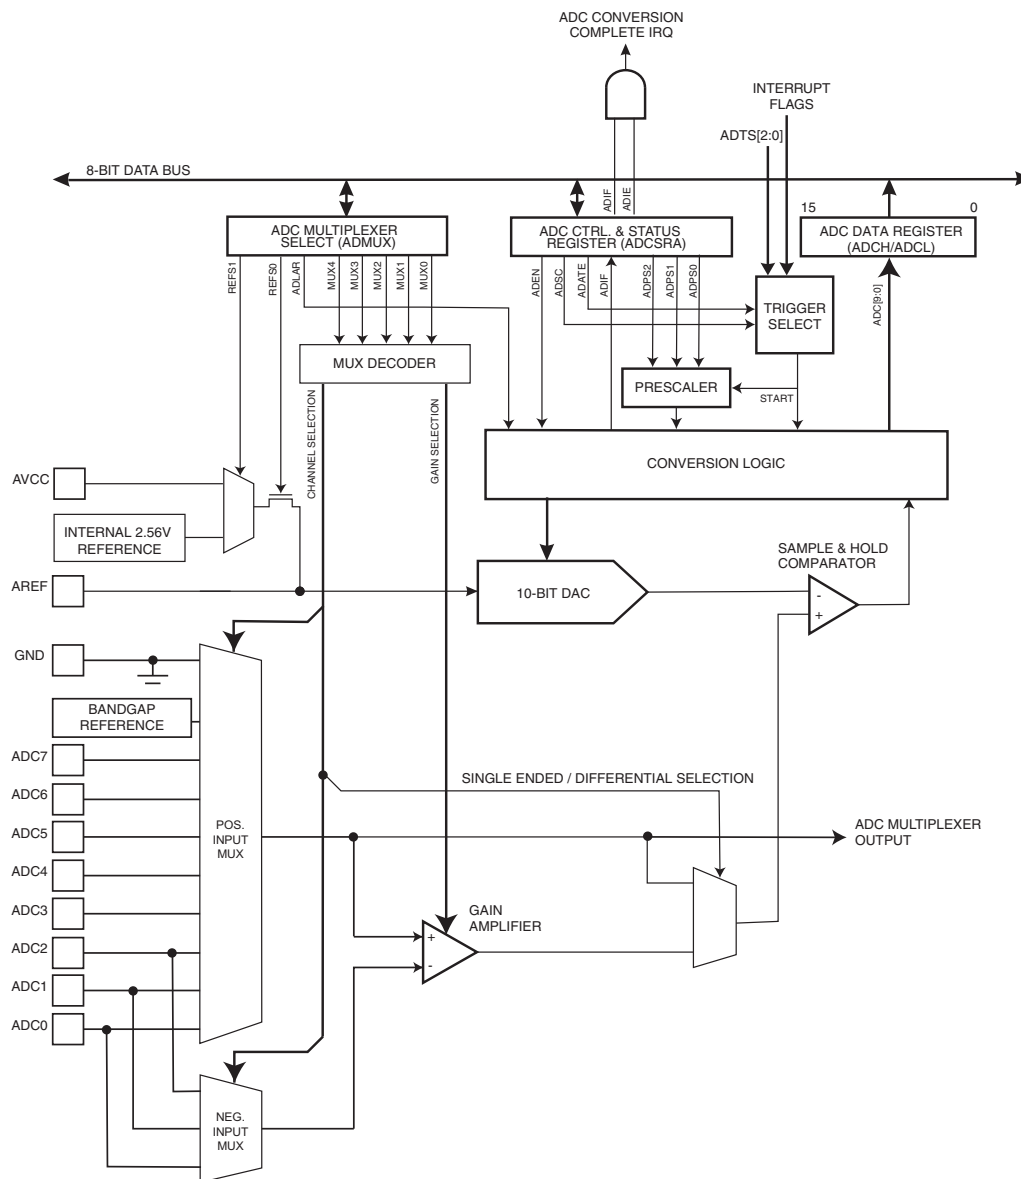 ADC CONVERSION
COMPLETE IRQ
INTERRUPT
FLAGS
ADTS[2:0]
8-BIT DATA BUS
ADIF
ADIE
15
0
ADC MULTIPLEXER
SELECT (ADMUX)
ADC CTRL. & STATUS
REGISTER (ADCSRA)
ADC DATA REGISTER
(ADCH/ADCL)
REFS1
REFS0
ADLAR
MUX4
MUX3
MUX2
MUX1
MUX0
ADEN
ADSC
ADATE
ADIF
ADPS2
ADPS1
ADPS0
ADC[9:0]
TRIGGER
SELECT
MUX DECODER
PRESCALER
START
CHANNEL SELECTION
GAIN SELECTION
CONVERSION LOGIC
AVCC
INTERNAL 2.56V
REFERENCE
SAMPLE & HOLD
COMPARATOR
AREF
10-BIT DAC
-
+
GND
BANDGAP
REFERENCE
ADC7
SINGLE ENDED / DIFFERENTIAL SELECTION
ADC6
ADC5
POS.
INPUT
MUX
ADC MULTIPLEXER
OUTPUT
ADC4
ADC3
GAIN
AMPLIFIER
+
-
ADC2
ADC1
ADC0
NEG.
INPUT
MUX